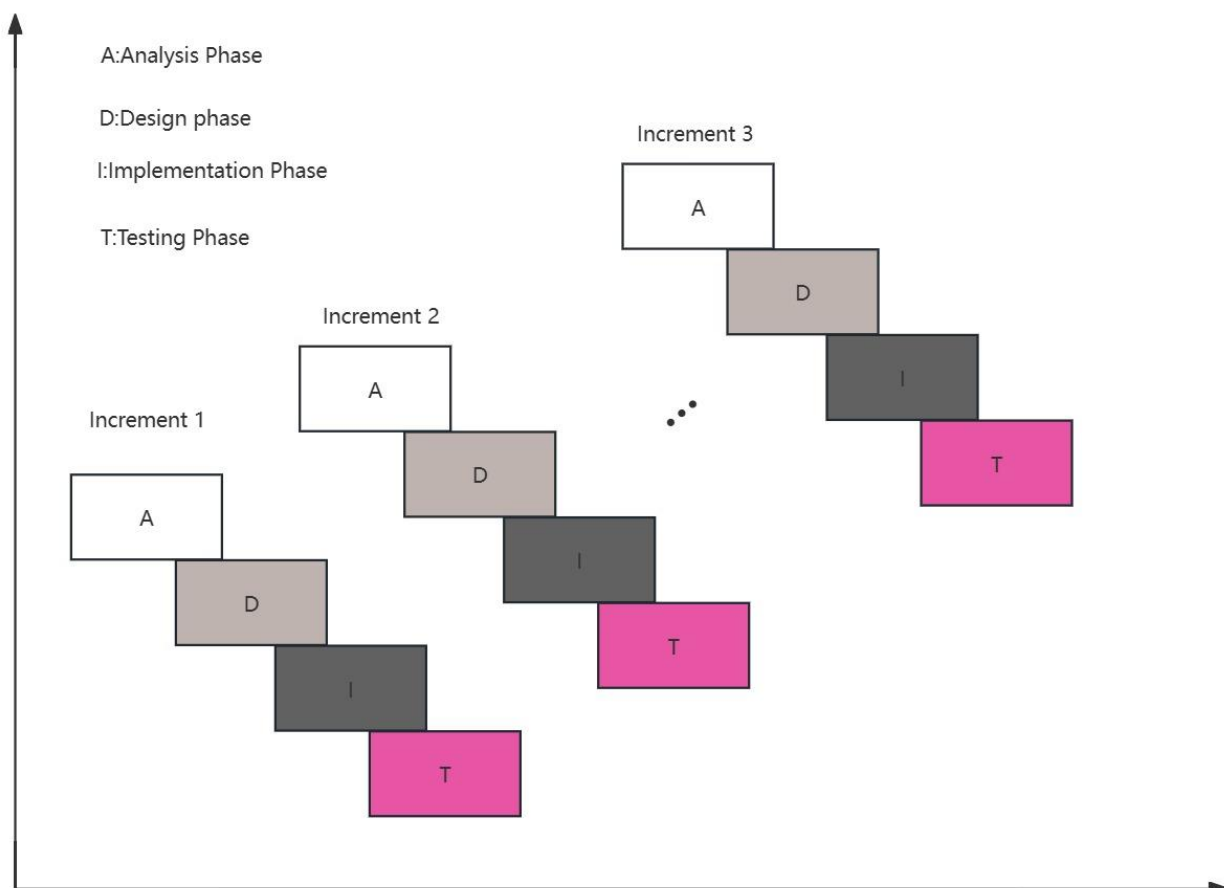 A:Analysis Phase
D:Design phase
I:Implementation Phase
T:Testing Phase
Increment 3
A
D
I
T
Increment 2
A
D
I
T
Increment 1
A
D
I
T